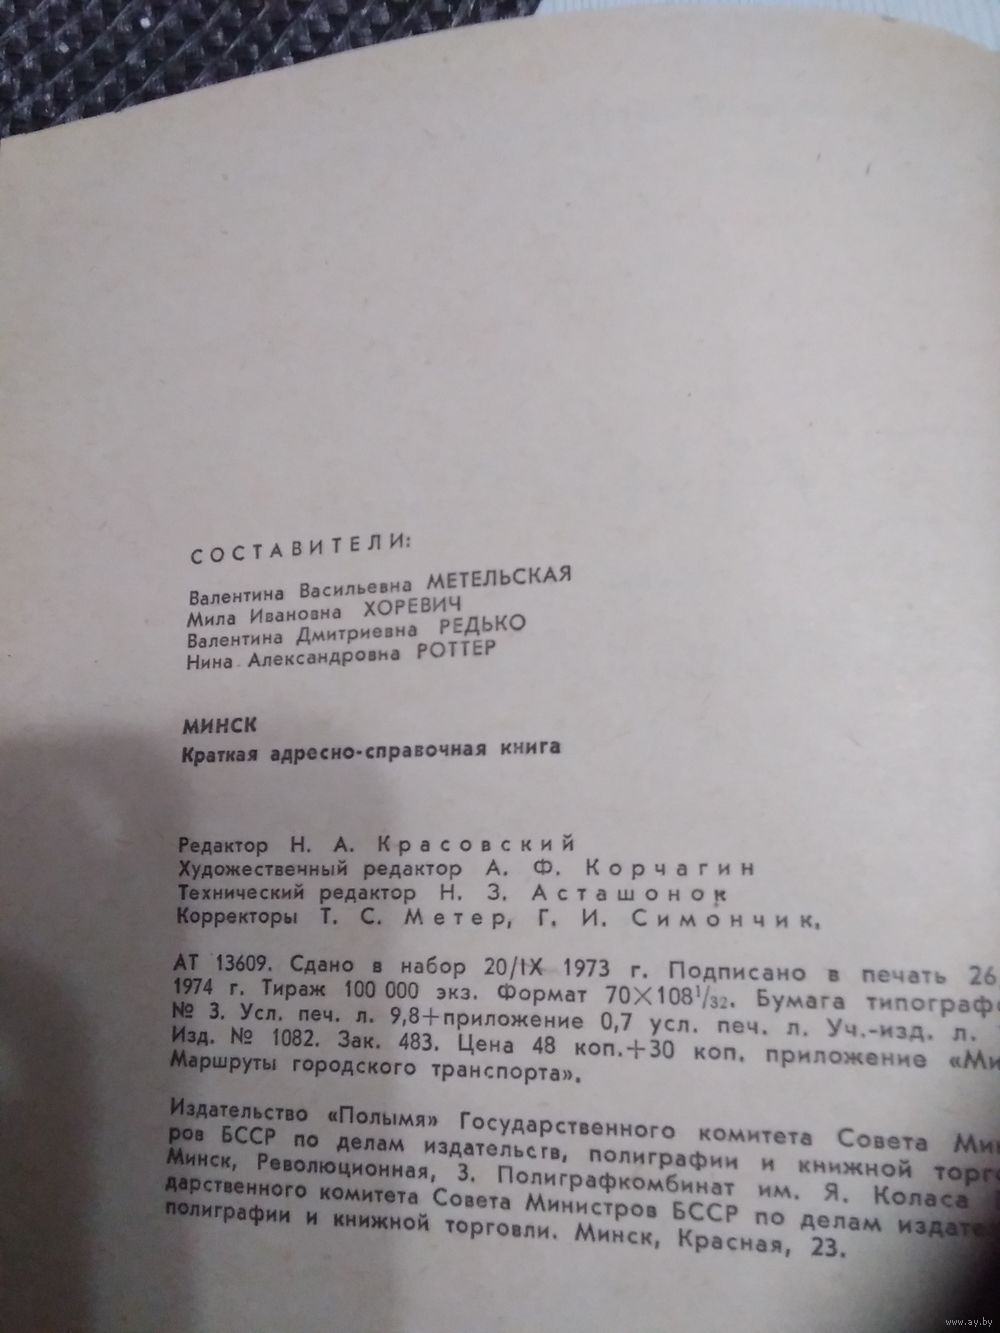 СОСТАВИТЕЛИ:
Валентина Васильевна МЕТЕЛЬСКАЯ
Мила Ивановна ХОРЕВИЧ
Валентина Дмитриевна РЕДЬКО
Нина Александровна РОТТЕР
МИНСК
Краткая адресно-справочная книга
Редактор Н. А. Красовский
Художественный редактор А. Ф. Корчагин
Технический редактор Н. З. Асташонок
Корректоры Т. С. Метер, Г. И. Симончик.
АТ 13609. Сдано в набор 20/IX 1973 г. Подписано в печать 26
1974 г. Тираж 100 000 экз. Формат 70×108¹/₃₂. Бумага типограф
№ 3. Усл. печ. л. 9,8+приложение 0,7 усл. печ. л. Уч.-изд. л.
Изд. № 1082. Зак. 483. Цена 48 коп.+30 коп. приложение «Ми
Маршруты городского транспорта».
Издательство «Полымя» Государственного комитета Совета Мин
ров БССР по делам издательств, полиграфии и книжной торг
Минск, Революционная, 3. Полиграфкомбинат им. Я. Коласа
дарственного комитета Совета Министров БССР по делам издате
полиграфии и книжной торговли. Минск, Красная, 23.
www.ay.by